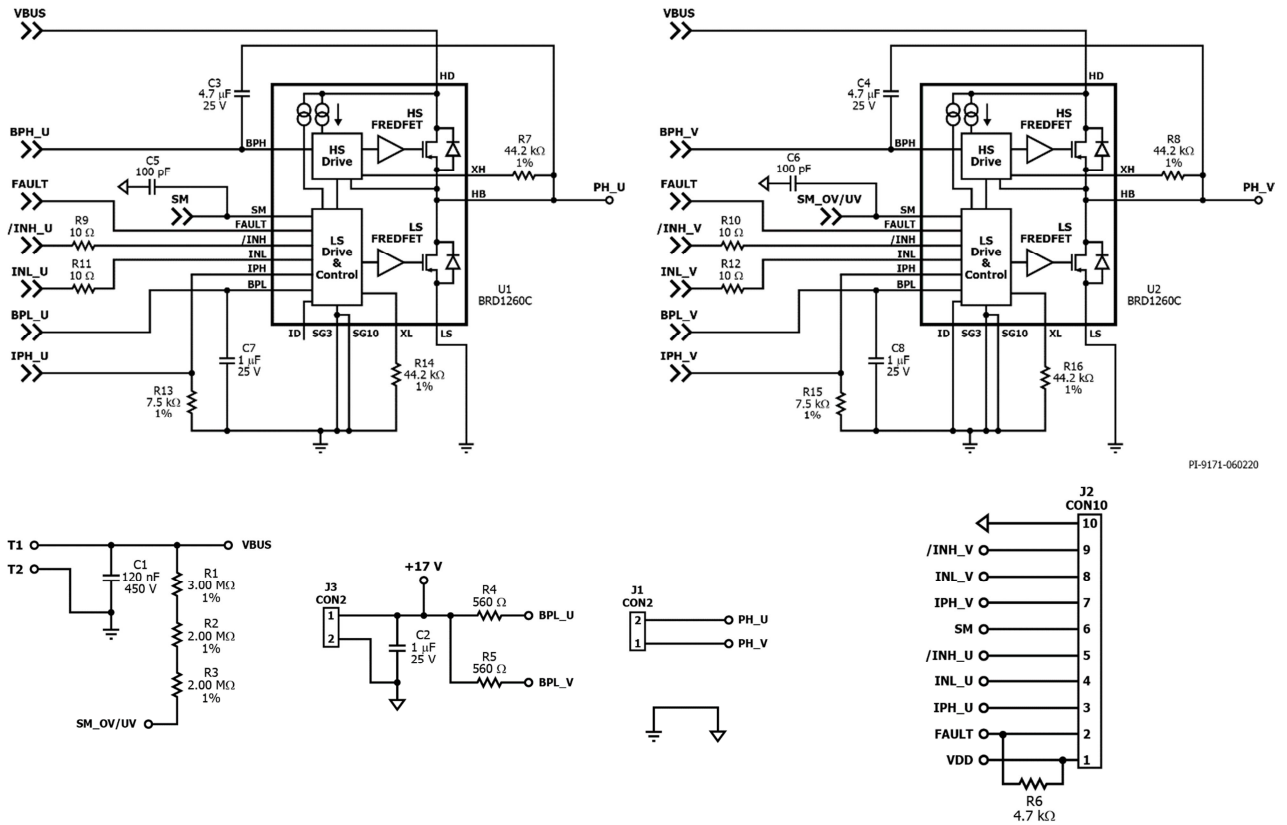 VBUS
HD
C3
4.7 μF
25 V
HS
FREDFET
R7
44.2 kΩ
1%
BPH_U
BPH
HS
Drive
C5
100 pF
XH
HB
PH_U
FAULT
SM
SM
FAULT
/INH_U
R9
10 Ω
/INH
LS
Drive
&
Control
LS
FREDFET
INL_U
R11
10 Ω
INL
IPH
BPL
U1
BRD1260C
BPL_U
ID
SG3
SG10
XL
LS
IPH_U
C7
1 μF
25 V
R14
44.2 kΩ
1%
R13
7.5 kΩ
1%
VBUS
HD
C4
4.7 μF
25 V
HS
FREDFET
R8
44.2 kΩ
1%
BPH_V
BPH
HS
Drive
C6
100 pF
XH
HB
PH_V
FAULT
SM_OV/UV
SM
FAULT
/INH_V
R10
10 Ω
/INH
LS
Drive
&
Control
LS
FREDFET
INL_V
R12
10 Ω
INL
IPH
BPL
U2
BRD1260C
BPL_V
ID
SG3
SG10
XL
LS
IPH_V
C8
1 μF
25 V
R16
44.2 kΩ
1%
R15
7.5 kΩ
1%
PI-9171-060220
T1
VBUS
T2
C1
120 nF
450 V
R1
3.00 MΩ
1%
R2
2.00 MΩ
1%
R3
2.00 MΩ
1%
SM_OV/UV
+17 V
J3
CON2
1
2
C2
1 μF
25 V
R4
560 Ω
BPL_U
R5
560 Ω
BPL_V
J1
CON2
2
1
PH_U
PH_V
J2
CON10
10
/INH_V
9
INL_V
8
IPH_V
7
SM
6
/INH_U
5
INL_U
4
IPH_U
3
FAULT
2
VDD
1
R6
4.7 kΩ